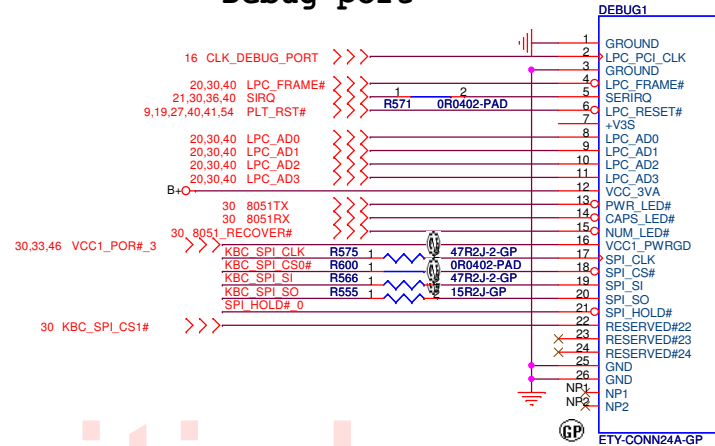 Debug port
DEBUG1
1 GROUND
16 CLK_DEBUG_PORT 2 LPC_PCI_CLK
3 GROUND
20,30,40 LPC_FRAME# 4 LPC_FRAME#
21,30,36,40 SIRQ 1 2 5 SERIRQ
R571 0R0402-PAD
9,19,27,40,41,54 PLT_RST# 6 LPC_RESET#
7 +V3S
20,30,40 LPC_AD0 8 LPC_AD0
20,30,40 LPC_AD1 9 LPC_AD1
20,30,40 LPC_AD2 10 LPC_AD2
20,30,40 LPC_AD3 11 LPC_AD3
B+ 12 VCC_3VA
30 8051TX 13 PWR_LED#
30 8051RX 14 CAPS_LED#
30 8051_RECOVER# 15 NUM_LED#
30,33,46 VCC1_POR#_3 16 VCC1_PWRGD
KBC_SPI_CLK R575 1 47R2J-2-GP 17 SPI_CLK
KBC_SPI_CS0# R600 1 0R0402-PAD 18 SPI_CS#
KBC_SPI_SI R566 1 47R2J-2-GP 19 SPI_SI
KBC_SPI_SO R555 1 15R2J-GP 20 SPI_SO
SPI_HOLD#_0 21 SPI_HOLD#
30 KBC_SPI_CS1# 22 RESERVED#22
23 RESERVED#23
24 RESERVED#24
25 GND
26 GND
NP1 NP1
NP2 NP2
GP
ETY-CONN24A-GP